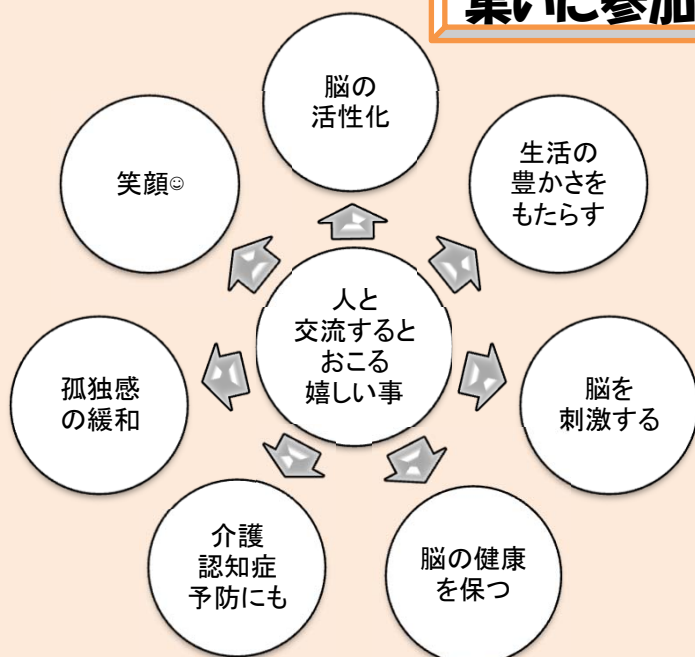 集いに参加
脳の
活性化
生活の
豊かさを
もたらす
脳を
刺激する
脳の健康
を保つ
介護
認知症
予防にも
孤独感
の緩和
笑顔☺
人と
交流すると
おこる
嬉しい事